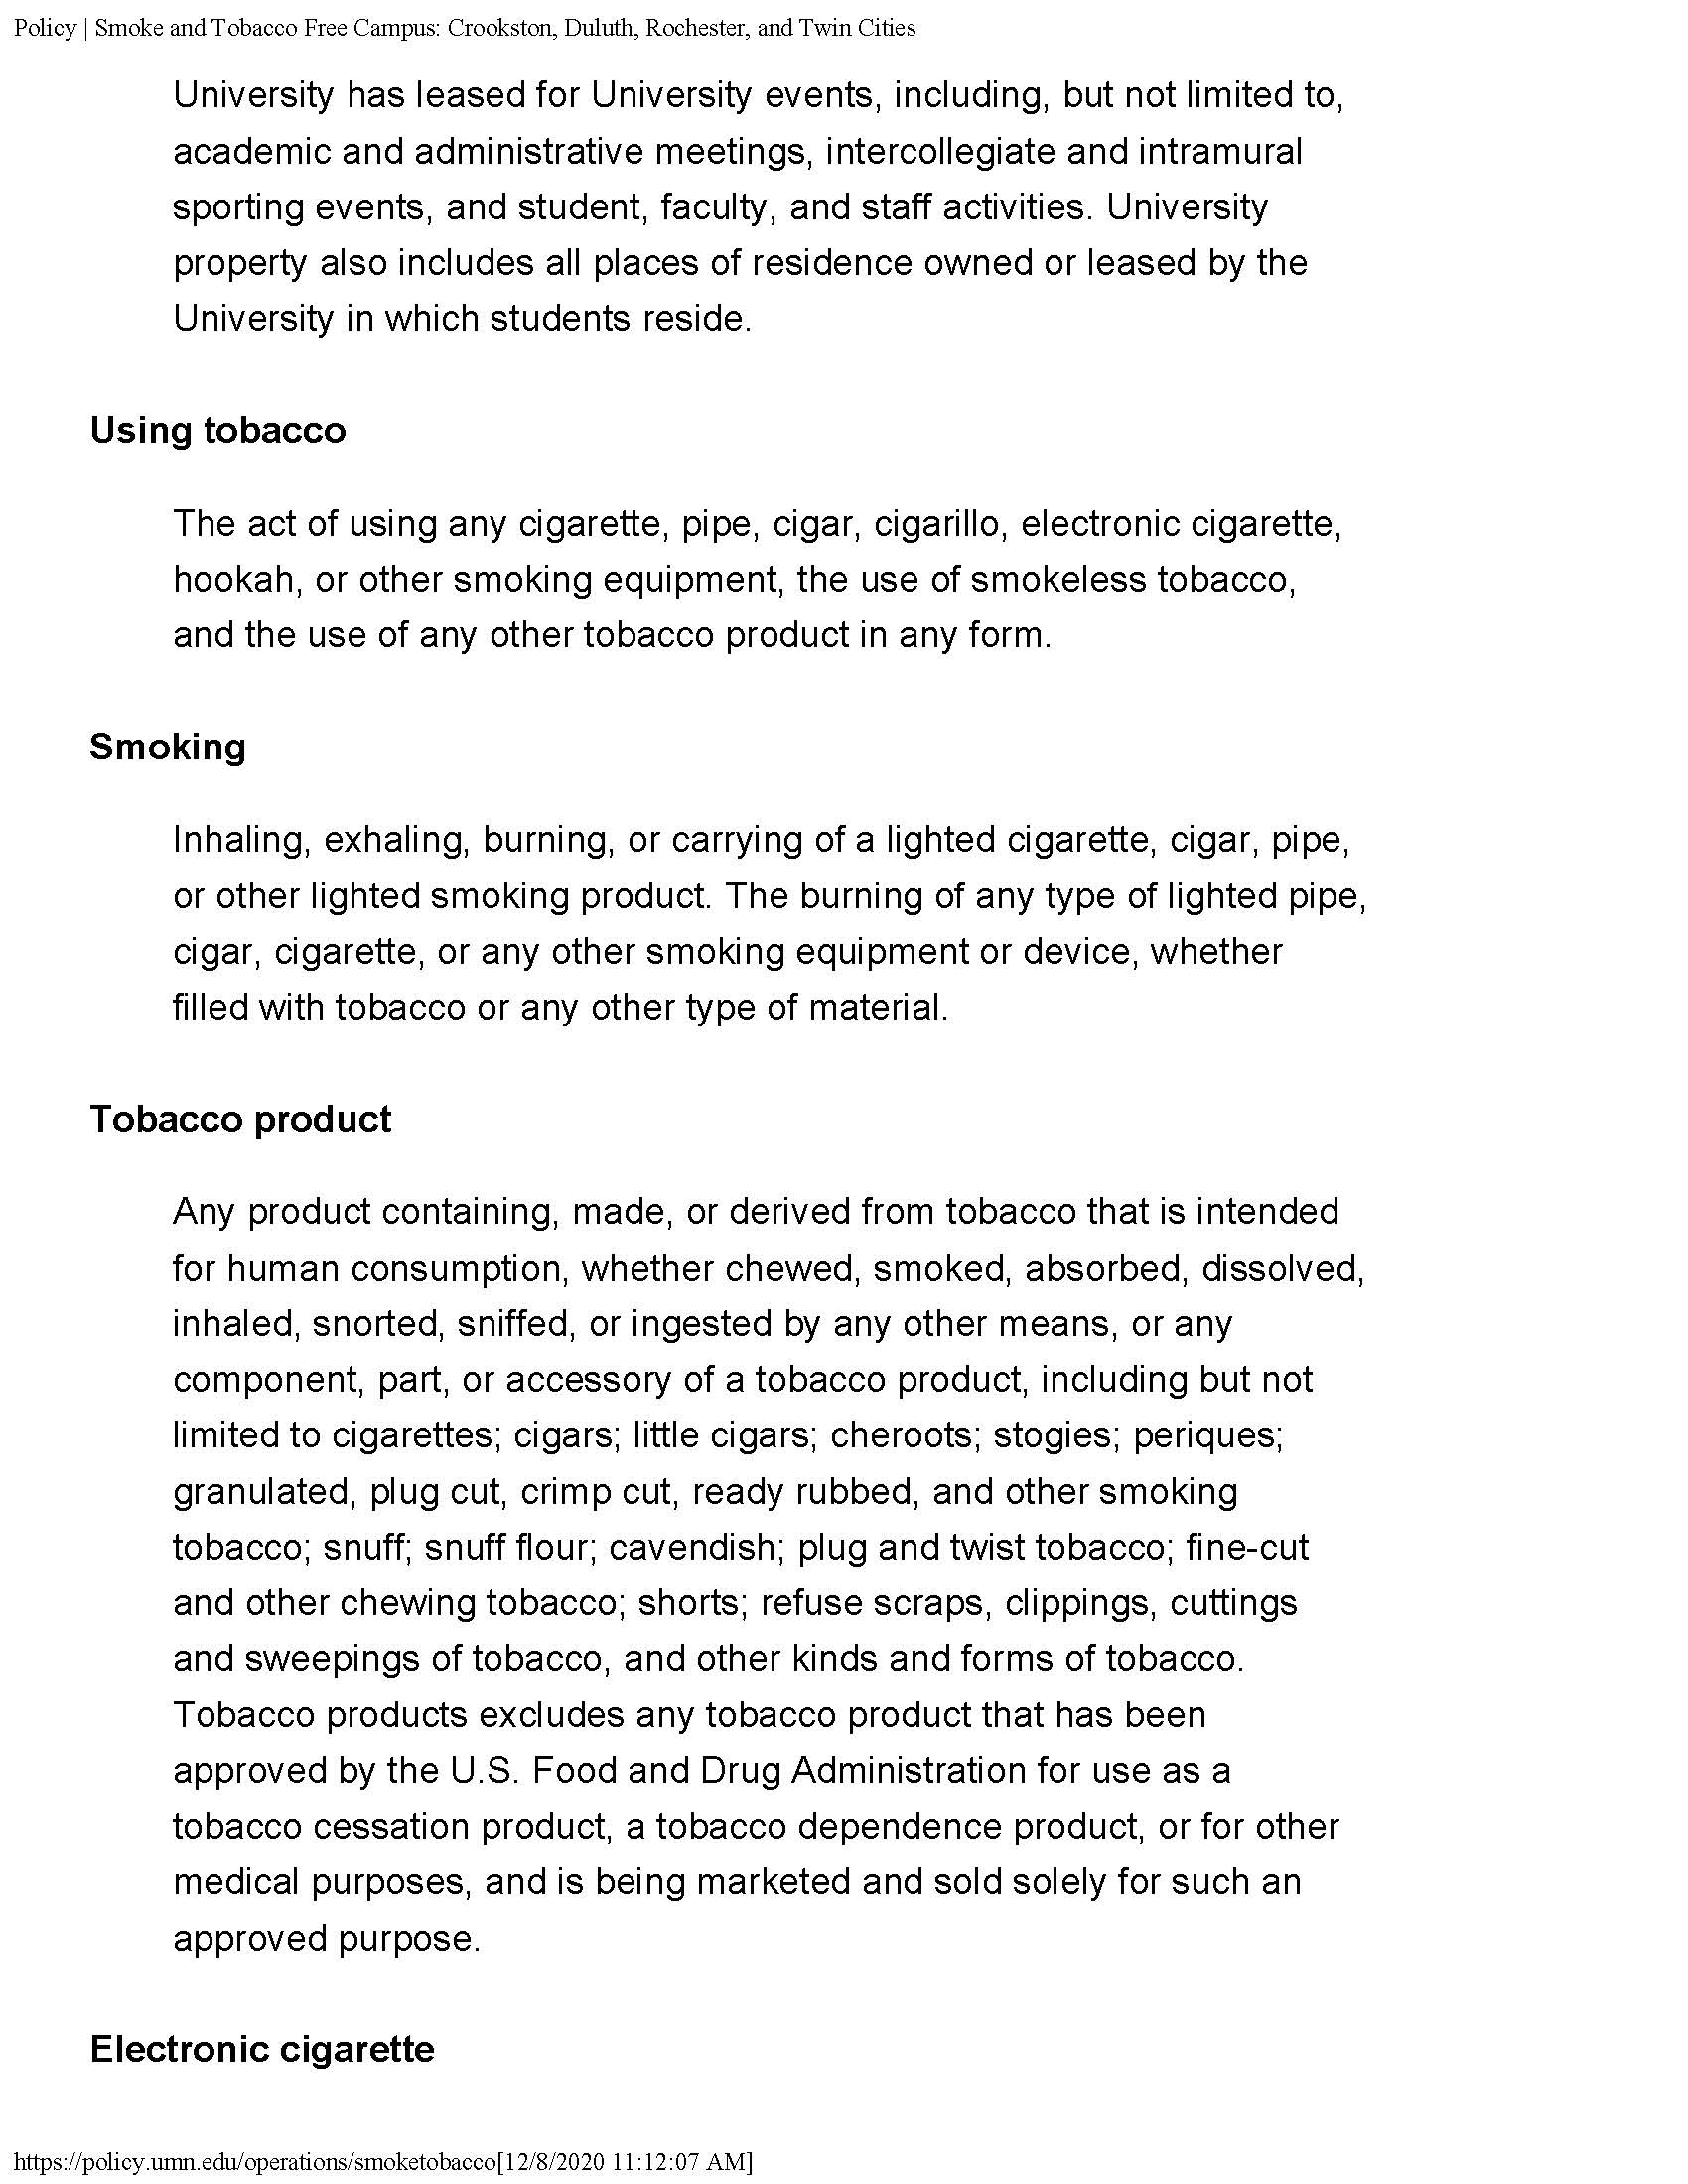 Policy | Smoke and Tobacco Free Campus: Crookston, Duluth, Rochester, and Twin Cities
University has leased for University events, including, but not limited to,
academic and administrative meetings, intercollegiate and intramural
sporting events, and student, faculty, and staff activities. University
property also includes all places of residence owned or leased by the
University in which students reside.
Using tobacco
The act of using any cigarette, pipe, cigar, cigarillo, electronic cigarette,
hookah, or other smoking equipment, the use of smokeless tobacco,
and the use of any other tobacco product in any form.
Smoking
Inhaling, exhaling, burning, or carrying of a lighted cigarette, cigar, pipe,
or other lighted smoking product. The burning of any type of lighted pipe,
cigar, cigarette, or any other smoking equipment or device, whether
filled with tobacco or any other type of material.
Tobacco product
Any product containing, made, or derived from tobacco that is intended
for human consumption, whether chewed, smoked, absorbed, dissolved,
inhaled, snorted, sniffed, or ingested by any other means, or any
component, part, or accessory of a tobacco product, including but not
limited to cigarettes; cigars; little cigars; cheroots; stogies; periques;
granulated, plug cut, crimp cut, ready rubbed, and other smoking
tobacco; snuff; snuff flour; cavendish; plug and twist tobacco; fine-cut
and other chewing tobacco; shorts; refuse scraps, clippings, cuttings
and sweepings of tobacco, and other kinds and forms of tobacco.
Tobacco products excludes any tobacco product that has been
approved by the U.S. Food and Drug Administration for use as a
tobacco cessation product, a tobacco dependence product, or for other
medical purposes, and is being marketed and sold solely for such an
approved purpose.
Electronic cigarette
https://policy.umn.edu/operations/smoketobacco[12/8/2020 11:12:07 AM]